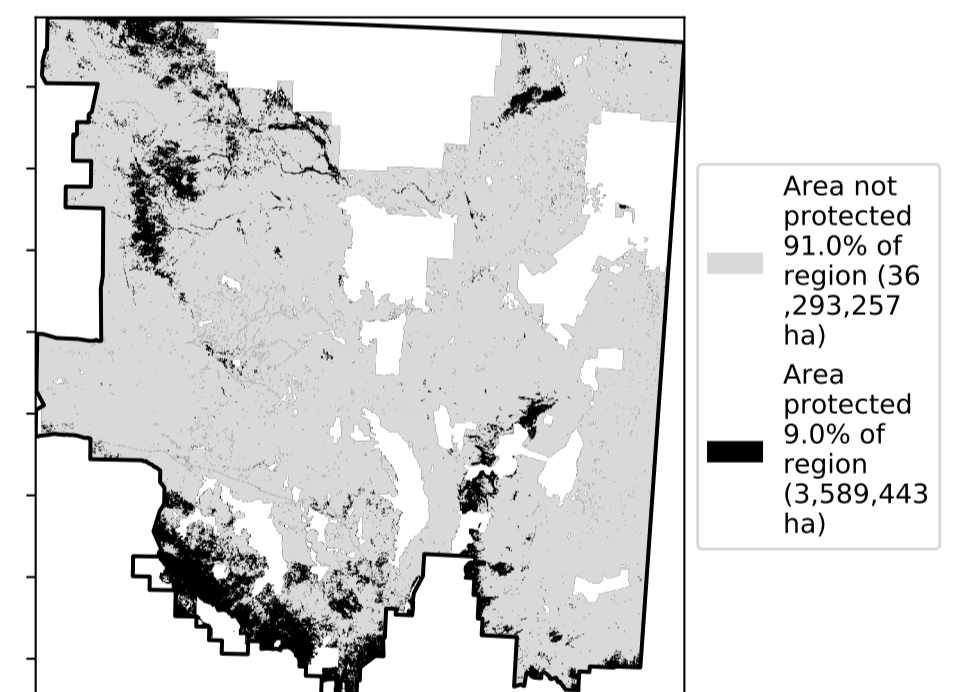 Area not
protected
91.0% of
region (36
,293,257
ha)
Area
protected
9.0% of
region
(3,589,443
ha)